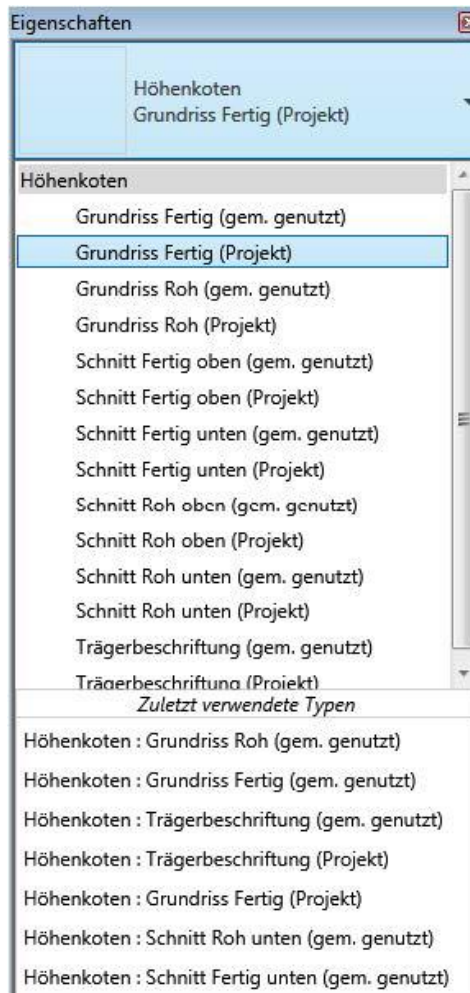 Eigenschaften
Höhenkoten
Grundriss Fertig (Projekt)
Höhenkoten
Grundriss Fertig (gem. genutzt)
Grundriss Fertig (Projekt)
Grundriss Roh (gem. genutzt)
Grundriss Roh (Projekt)
Schnitt Fertig oben (gem. genutzt)
Schnitt Fertig oben (Projekt)
Schnitt Fertig unten (gem. genutzt)
Schnitt Fertig unten (Projekt)
Schnitt Roh oben (gem. genutzt)
Schnitt Roh oben (Projekt)
Schnitt Roh unten (gem. genutzt)
Schnitt Roh unten (Projekt)
Trägerbeschriftung (gem. genutzt)
Trägerbeschriftung (Projekt)
Zuletzt verwendete Typen
Höhenkoten : Grundriss Roh (gem. genutzt)
Höhenkoten : Grundriss Fertig (gem. genutzt)
Höhenkoten : Trägerbeschriftung (gem. genutzt)
Höhenkoten : Trägerbeschriftung (Projekt)
Höhenkoten : Grundriss Fertig (Projekt)
Höhenkoten : Schnitt Roh unten (gem. genutzt)
Höhenkoten : Schnitt Fertig unten (gem. genutzt)